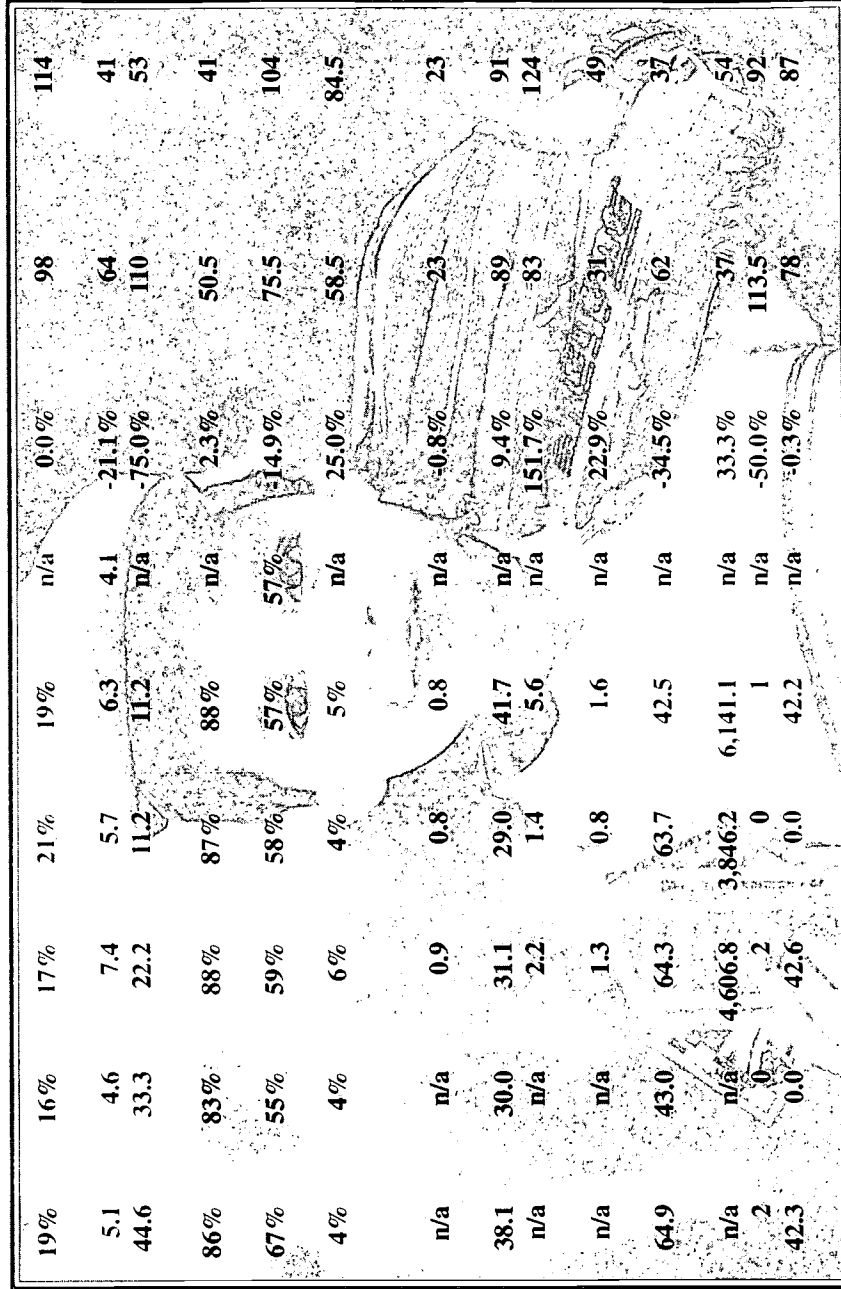 19% 16% 17% 21% 19% n/a 0.0% 98 114
5.1 4.6 7.4 5.7 6.3 4.1 -21.1% 64 41
44.6 33.3 22.2 11.2 11.2 n/a -75.0% 110 53
86% 83% 88% 87% 88% n/a 2.3% 50.5 41
67% 55% 59% 58% 57% 57% -14.9% 75.5 104
4% 4% 6% 4% 5% n/a 25.0% 58.5 84.5
n/a n/a 0.9 0.8 0.8 n/a -0.8% 23 23
38.1 30.0 31.1 29.0 41.7 n/a 9.4% 89 91
n/a n/a 2.2 1.4 5.6 n/a 151.7% 83 124
n/a n/a 1.3 0.8 1.6 n/a 22.9% 31 49
64.9 43.0 64.3 63.7 42.5 n/a -34.5% 62 37
n/a n/a 4,606.8 3,846.2 6,141.1 n/a 33.3% 37 54
2 0 2 0 1 n/a -50.0% 113.5 92
42.3 0.0 42.6 0.0 42.2 n/a -0.3% 78 87